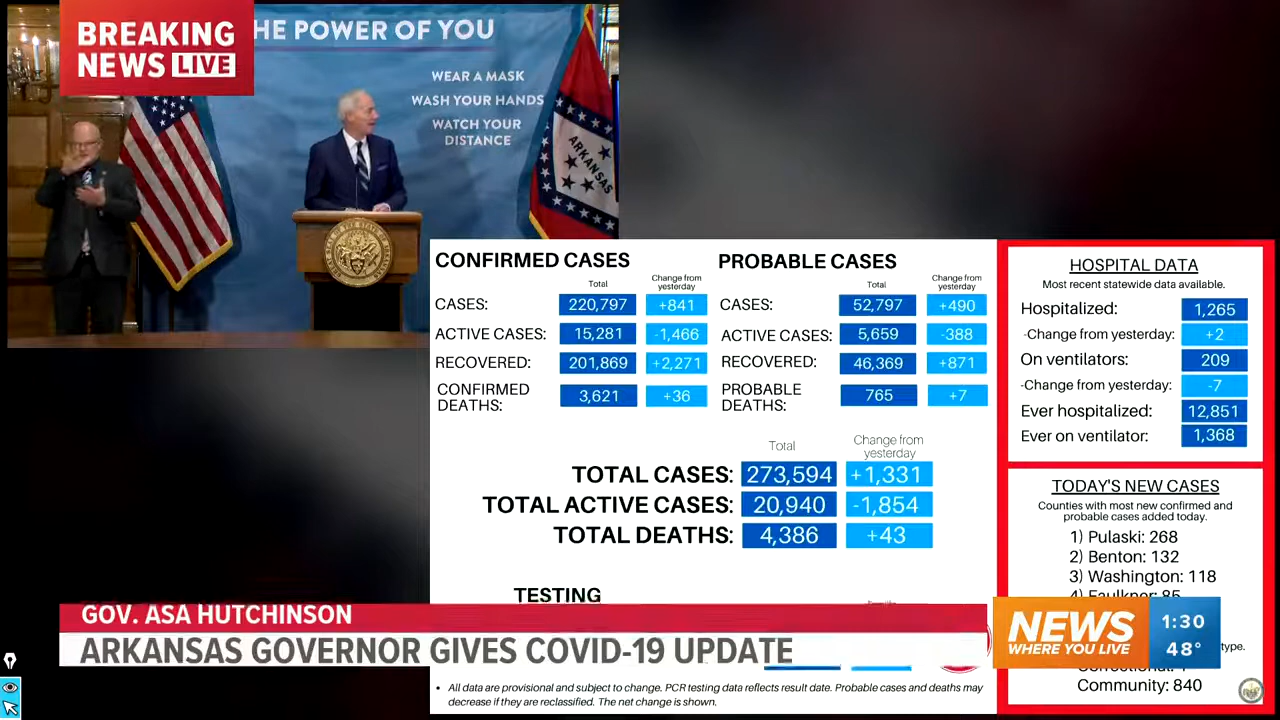 BREAKING
NEWS LIVE
HE POWER OF YOU
WEAR A MASK
WASH YOUR HANDS
WATCH YOUR
DISTANCE
ARKANSAS
CONFIRMED CASES
Total
Change from
yesterday
CASES: 220,797 +841
ACTIVE CASES: 15,281 -1,466
RECOVERED: 201,869 +2,271
CONFIRMED
DEATHS: 3,621 +36
PROBABLE CASES
Total
Change from
yesterday
CASES: 52,797 +490
ACTIVE CASES: 5,659 -388
RECOVERED: 46,369 +871
PROBABLE
DEATHS: 765 +7
Total
Change from
yesterday
TOTAL CASES: 273,594 +1,331
TOTAL ACTIVE CASES: 20,940 -1,854
TOTAL DEATHS: 4,386 +43
TESTING
HOSPITAL DATA
Most recent statewide data available.
Hospitalized: 1,265
-Change from yesterday: +2
On ventilators: 209
-Change from yesterday: -7
Ever hospitalized: 12,851
Ever on ventilator: 1,368
TODAY'S NEW CASES
Counties with most new confirmed and
probable cases added today.
1) Pulaski: 268
2) Benton: 132
3) Washington: 118
4) Faulkner: 85
type.
Community: 840
GOV. ASA HUTCHINSON
ARKANSAS GOVERNOR GIVES COVID-19 UPDATE
NEWS
WHERE YOU LIVE
1:30
48°
• All data are provisional and subject to change. PCR testing data reflects result date. Probable cases and deaths may
decrease if they are reclassified. The net change is shown.